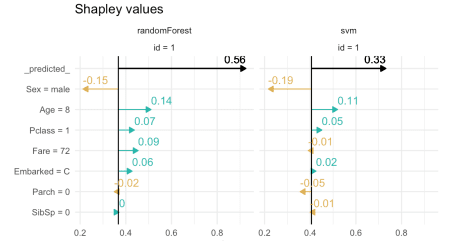 Shapley values
randomForest
svm
id = 1
id = 1
_predicted_
0.56
0.33
Sex = male
-0.15
-0.19
Age = 8
0.14
0.11
Pclass = 1
0.07
0.05
Fare = 72
0.09
-0.01
Embarked = C
0.06
0.02
Parch = 0
-0.02
-0.05
SibSp = 0
0
-0.01
0.2 0.4 0.6 0.8
0.2 0.4 0.6 0.8